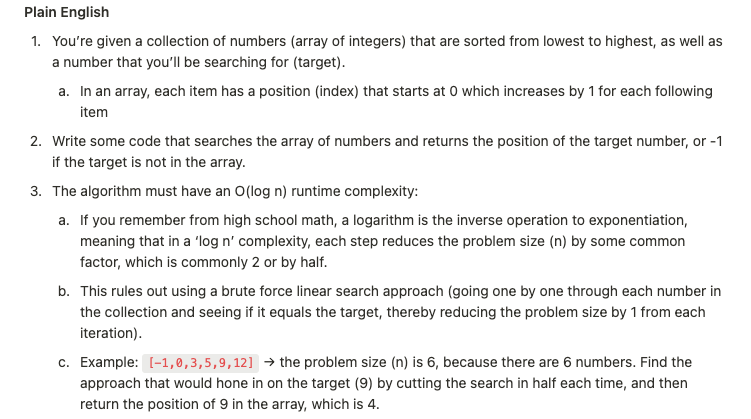 Plain English
1. You’re given a collection of numbers (array of integers) that are sorted from lowest to highest, as well as
a number that you’ll be searching for (target).
a. In an array, each item has a position (index) that starts at 0 which increases by 1 for each following
item
2. Write some code that searches the array of numbers and returns the position of the target number, or -1
if the target is not in the array.
3. The algorithm must have an O(log n) runtime complexity:
a. If you remember from high school math, a logarithm is the inverse operation to exponentiation,
meaning that in a ‘log n’ complexity, each step reduces the problem size (n) by some common
factor, which is commonly 2 or by half.
b. This rules out using a brute force linear search approach (going one by one through each number in
the collection and seeing if it equals the target, thereby reducing the problem size by 1 from each
iteration).
c. Example: [-1,0,3,5,9,12] → the problem size (n) is 6, because there are 6 numbers. Find the
approach that would hone in on the target (9) by cutting the search in half each time, and then
return the position of 9 in the array, which is 4.